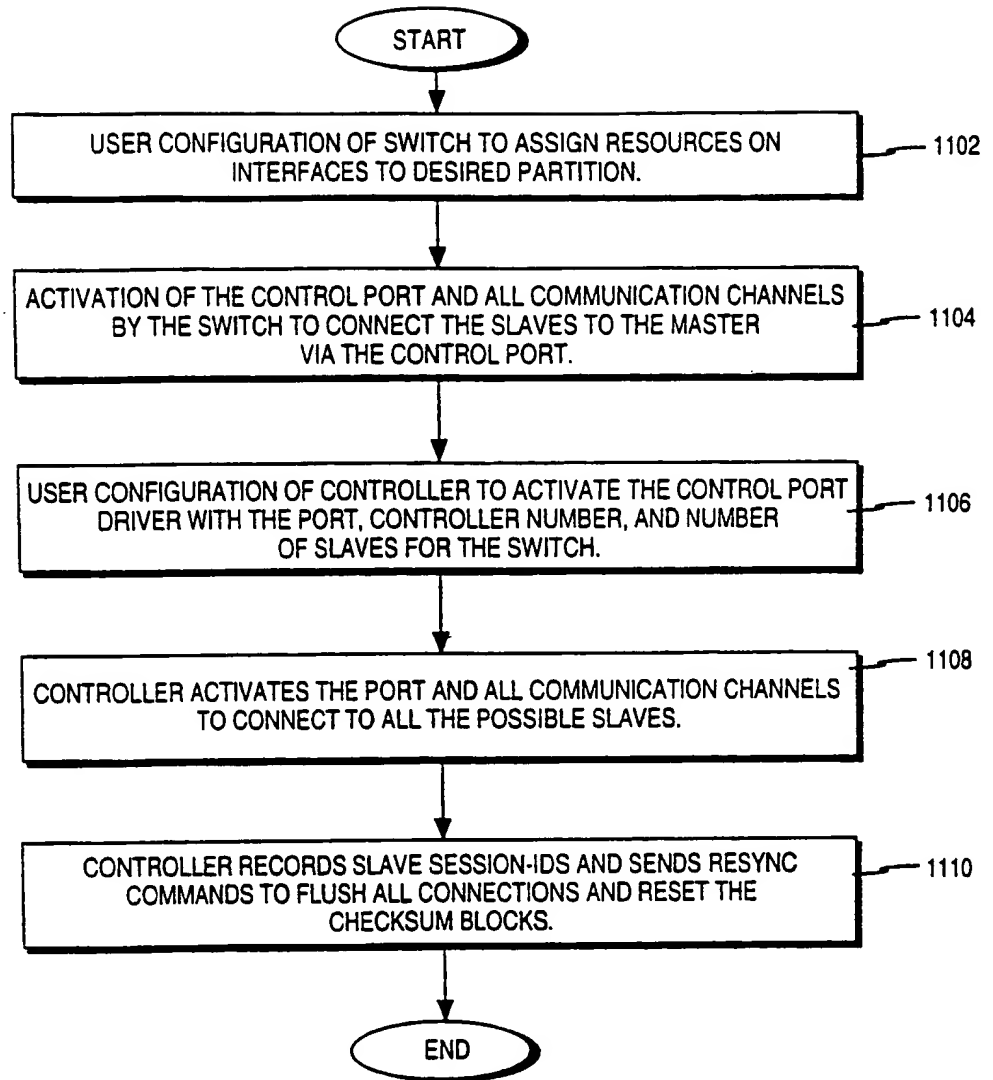 START
USER CONFIGURATION OF SWITCH TO ASSIGN RESOURCES ON
INTERFACES TO DESIRED PARTITION.
1102
ACTIVATION OF THE CONTROL PORT AND ALL COMMUNICATION CHANNELS
BY THE SWITCH TO CONNECT THE SLAVES TO THE MASTER
VIA THE CONTROL PORT.
1104
USER CONFIGURATION OF CONTROLLER TO ACTIVATE THE CONTROL PORT
DRIVER WITH THE PORT, CONTROLLER NUMBER, AND NUMBER
OF SLAVES FOR THE SWITCH.
1106
CONTROLLER ACTIVATES THE PORT AND ALL COMMUNICATION CHANNELS
TO CONNECT TO ALL THE POSSIBLE SLAVES.
1108
CONTROLLER RECORDS SLAVE SESSION-IDS AND SENDS RESYNC
COMMANDS TO FLUSH ALL CONNECTIONS AND RESET THE
CHECKSUM BLOCKS.
1110
END